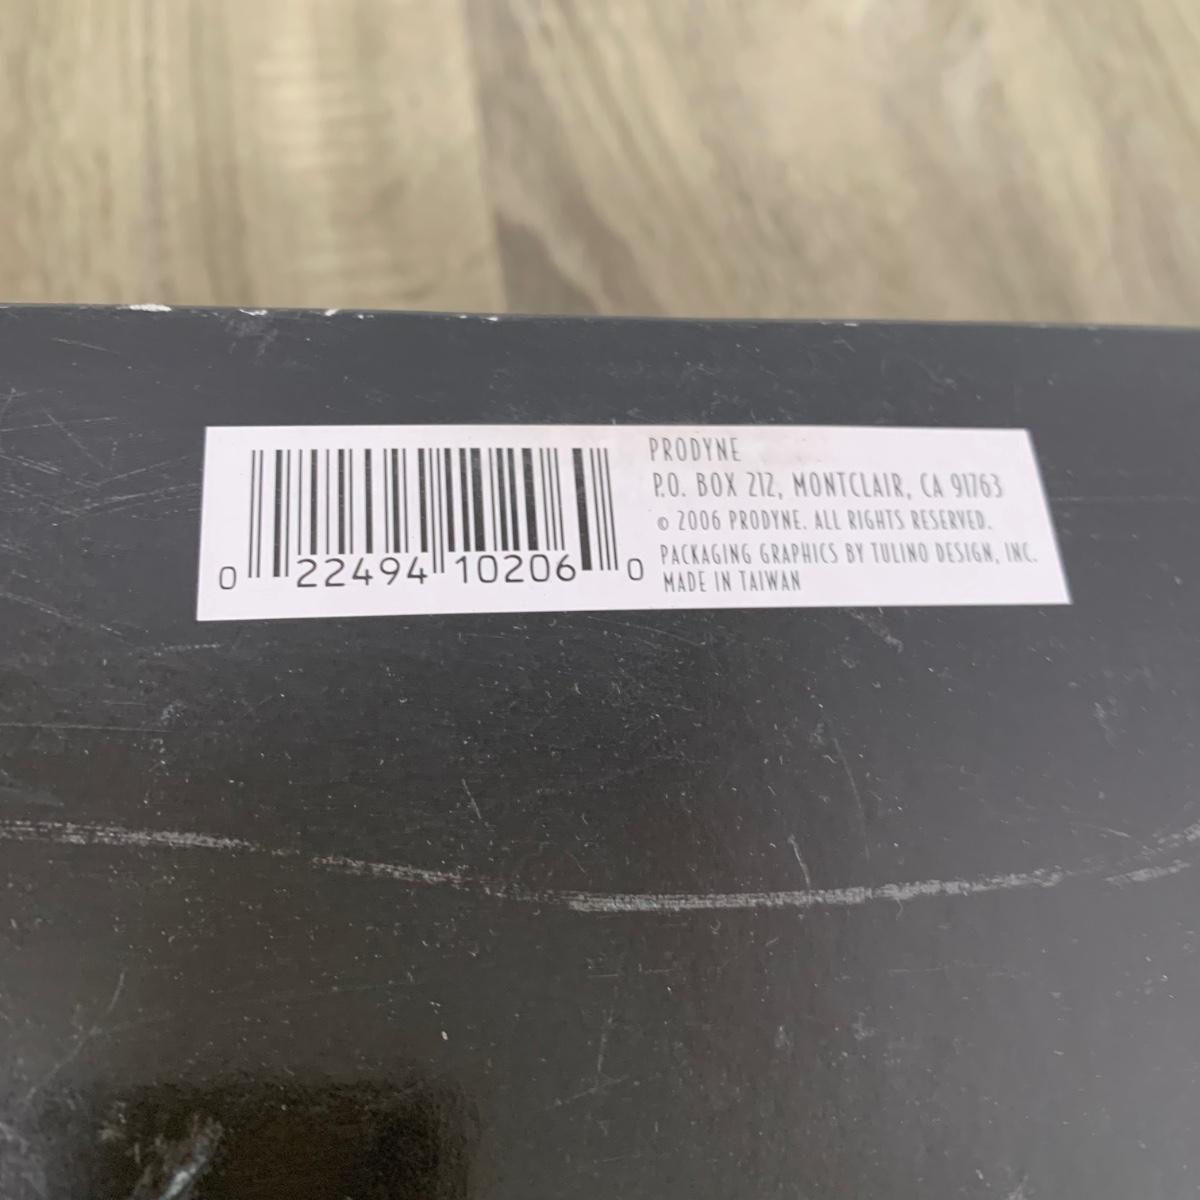 PRODYNE
P.O. BOX 212, MONTCLAIR, CA 91763
© 2006 PRODYNE. ALL RIGHTS RESERVED.
PACKAGING GRAPHICS BY TULINO DESIGN, INC.
MADE IN TAIWAN
0 22494 10206 0